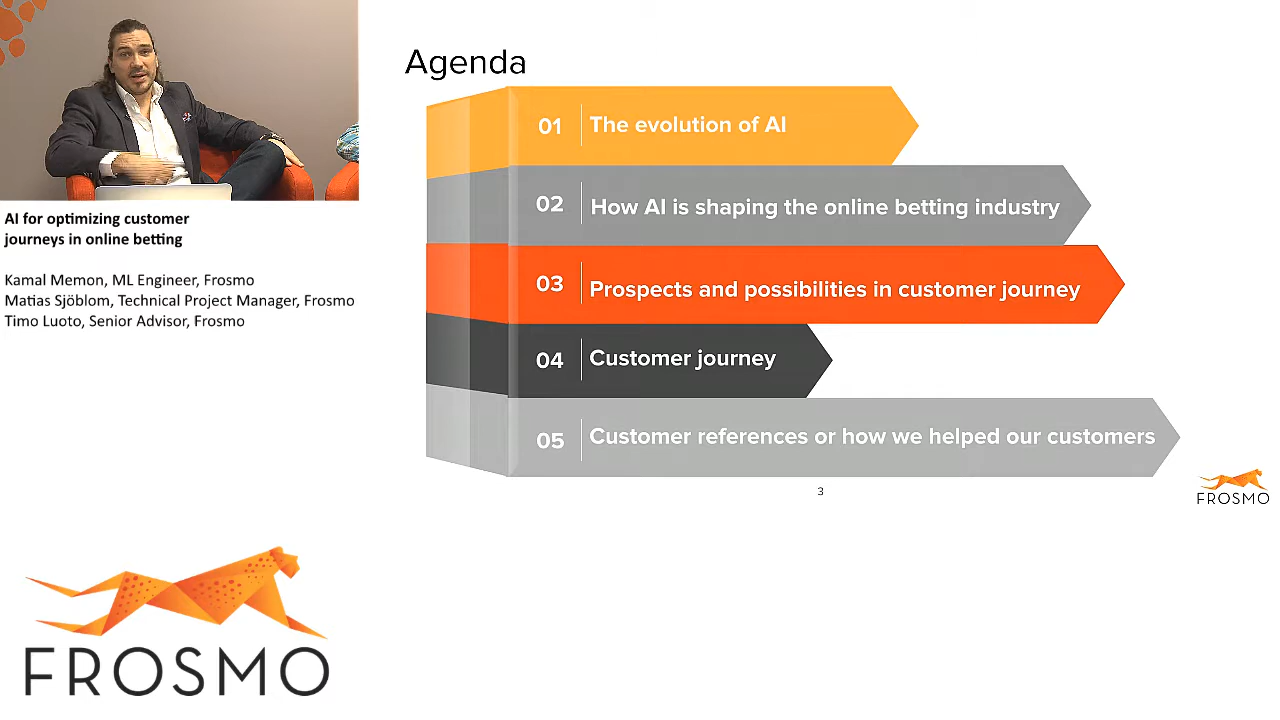 AI for optimizing customer
journeys in online betting
Kamal Memon, ML Engineer, Frosmo
Matias Sjöblom, Technical Project Manager, Frosmo
Timo Luoto, Senior Advisor, Frosmo
FROSMO
Agenda
01 The evolution of AI
02 How AI is shaping the online betting industry
03 Prospects and possibilities in customer journey
04 Customer journey
05 Customer references or how we helped our customers
3
FROSMO